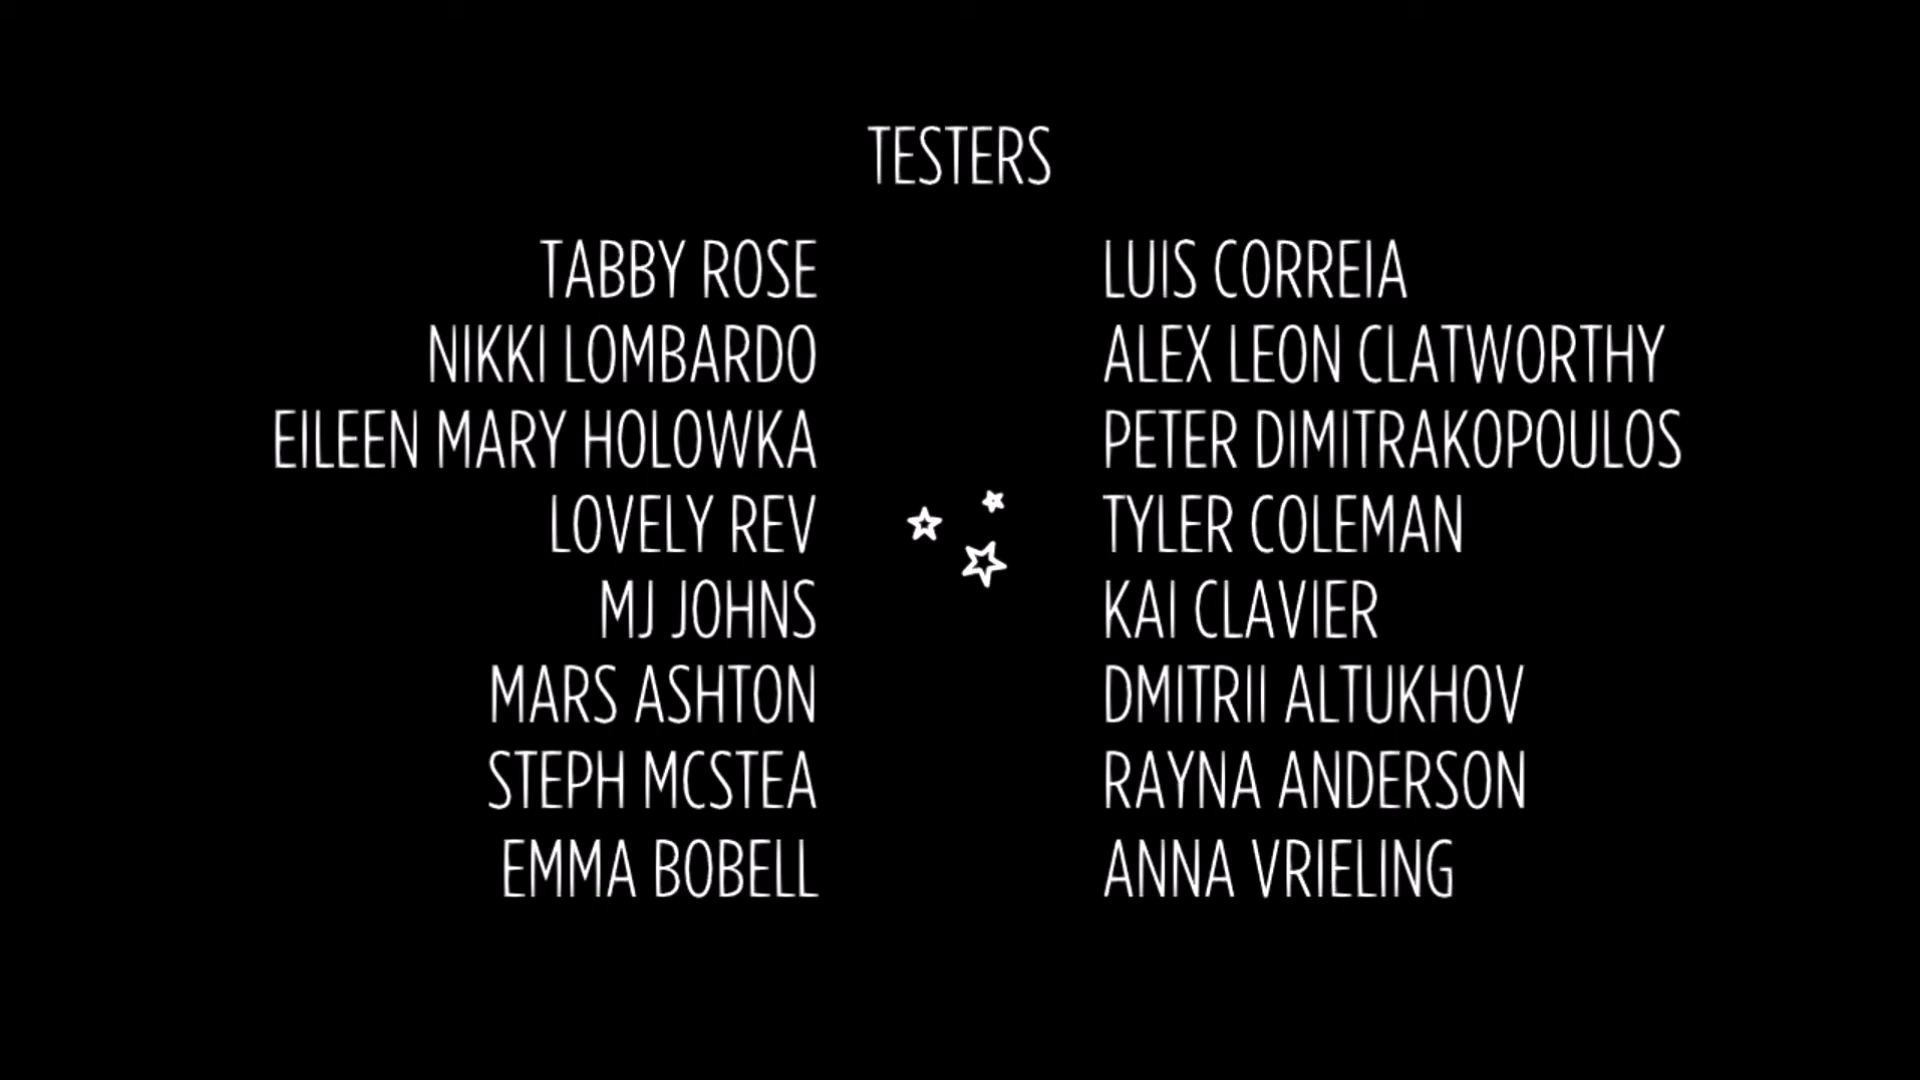 TESTERS
TABBY ROSE
NIKKI LOMBARDO
EILEEN MARY HOLOWKA
LOVELY REV
MJ JOHNS
MARS ASHTON
STEPH MCSTEA
EMMA BOBELL
LUIS CORREIA
ALEX LEON CLATWORTHY
PETER DIMITRAKOPOULOS
TYLER COLEMAN
KAI CLAVIER
DMITRII ALTUKHOV
RAYNA ANDERSON
ANNA VRIELING